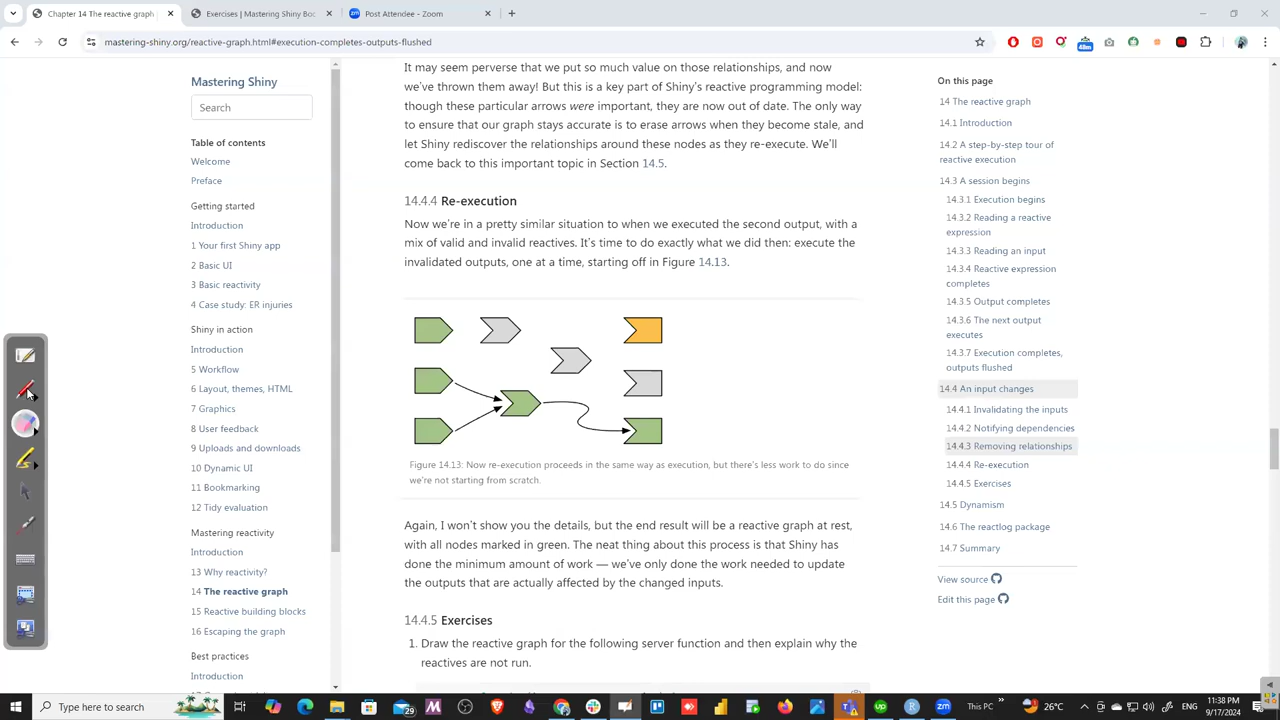 Chapter 14 The reactive graph
Exercises | Mastering Shiny Boo
Post Attendee - Zoom
mastering-shiny.org/reactive-graph.html#execution-completes-outputs-flushed
48m
Mastering Shiny
Search
Table of contents
Welcome
Preface
Getting started
Introduction
1 Your first Shiny app
2 Basic UI
3 Basic reactivity
4 Case study: ER injuries
Shiny in action
Introduction
5 Workflow
6 Layout, themes, HTML
7 Graphics
8 User feedback
9 Uploads and downloads
10 Dynamic UI
11 Bookmarking
12 Tidy evaluation
Mastering reactivity
Introduction
13 Why reactivity?
14 The reactive graph
15 Reactive building blocks
16 Escaping the graph
Best practices
Introduction
It may seem perverse that we put so much value on those relationships, and now
we've thrown them away! But this is a key part of Shiny's reactive programming model:
though these particular arrows were important, they are now out of date. The only way
to ensure that our graph stays accurate is to erase arrows when they become stale, and
let Shiny rediscover the relationships around these nodes as they re-execute. We'll
come back to this important topic in Section 14.5.
14.4.4 Re-execution
Now we're in a pretty similar situation to when we executed the second output, with a
mix of valid and invalid reactives. It's time to do exactly what we did then: execute the
invalidated outputs, one at a time, starting off in Figure 14.13.
Figure 14.13: Now re-execution proceeds in the same way as execution, but there's less work to do since
we're not starting from scratch.
Again, I won't show you the details, but the end result will be a reactive graph at rest,
with all nodes marked in green. The neat thing about this process is that Shiny has
done the minimum amount of work — we've only done the work needed to update
the outputs that are actually affected by the changed inputs.
14.4.5 Exercises
1. Draw the reactive graph for the following server function and then explain why the
reactives are not run.
On this page
14 The reactive graph
14.1 Introduction
14.2 A step-by-step tour of
reactive execution
14.3 A session begins
14.3.1 Execution begins
14.3.2 Reading a reactive
expression
14.3.3 Reading an input
14.3.4 Reactive expression
completes
14.3.5 Output completes
14.3.6 The next output
executes
14.3.7 Execution completes,
outputs flushed
14.4 An input changes
14.4.1 Invalidating the inputs
14.4.2 Notifying dependencies
14.4.3 Removing relationships
14.4.4 Re-execution
14.4.5 Exercises
14.5 Dynamism
14.6 The reactlog package
14.7 Summary
View source
Edit this page
Type here to search
29
This PC
26°C
11:38 PM
9/17/2024